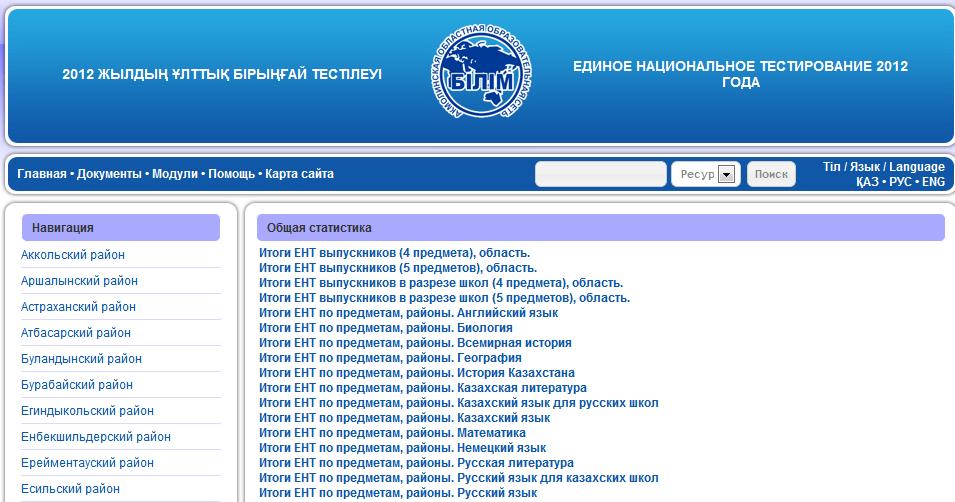 2012 ЖЫЛДЫҢ ҰЛТТЫҚ БІРЫҢҒАЙ ТЕСТІЛЕУІ
АКМОЛИНСКАЯ ОБЛАСТНАЯ ОБРАЗОВАТЕЛЬНАЯ СЕТЬ
БІЛІМ
ЕДИНОЕ НАЦИОНАЛЬНОЕ ТЕСТИРОВАНИЕ 2012
ГОДА
Главная • Документы • Модули • Помощь • Карта сайта
Ресур
Поиск
Тіл / Язык / Language
ҚАЗ • РУС • ENG
Навигация
Аккольский район
Аршалынский район
Астраханский район
Атбасарский район
Буландынский район
Бурабайский район
Егиндыкольский район
Енбекшильдерский район
Ерейментауский район
Есильский район
Общая статистика
Итоги ЕНТ выпускников (4 предмета), область.
Итоги ЕНТ выпускников (5 предметов), область.
Итоги ЕНТ выпускников в разрезе школ (4 предмета), область.
Итоги ЕНТ выпускников в разрезе школ (5 предметов), область.
Итоги ЕНТ по предметам, районы. Английский язык
Итоги ЕНТ по предметам, районы. Биология
Итоги ЕНТ по предметам, районы. Всемирная история
Итоги ЕНТ по предметам, районы. География
Итоги ЕНТ по предметам, районы. История Казахстана
Итоги ЕНТ по предметам, районы. Казахская литература
Итоги ЕНТ по предметам, районы. Казахский язык для русских школ
Итоги ЕНТ по предметам, районы. Казахский язык
Итоги ЕНТ по предметам, районы. Математика
Итоги ЕНТ по предметам, районы. Немецкий язык
Итоги ЕНТ по предметам, районы. Русская литература
Итоги ЕНТ по предметам, районы. Русский язык для казахских школ
Итоги ЕНТ по предметам, районы. Русский язык